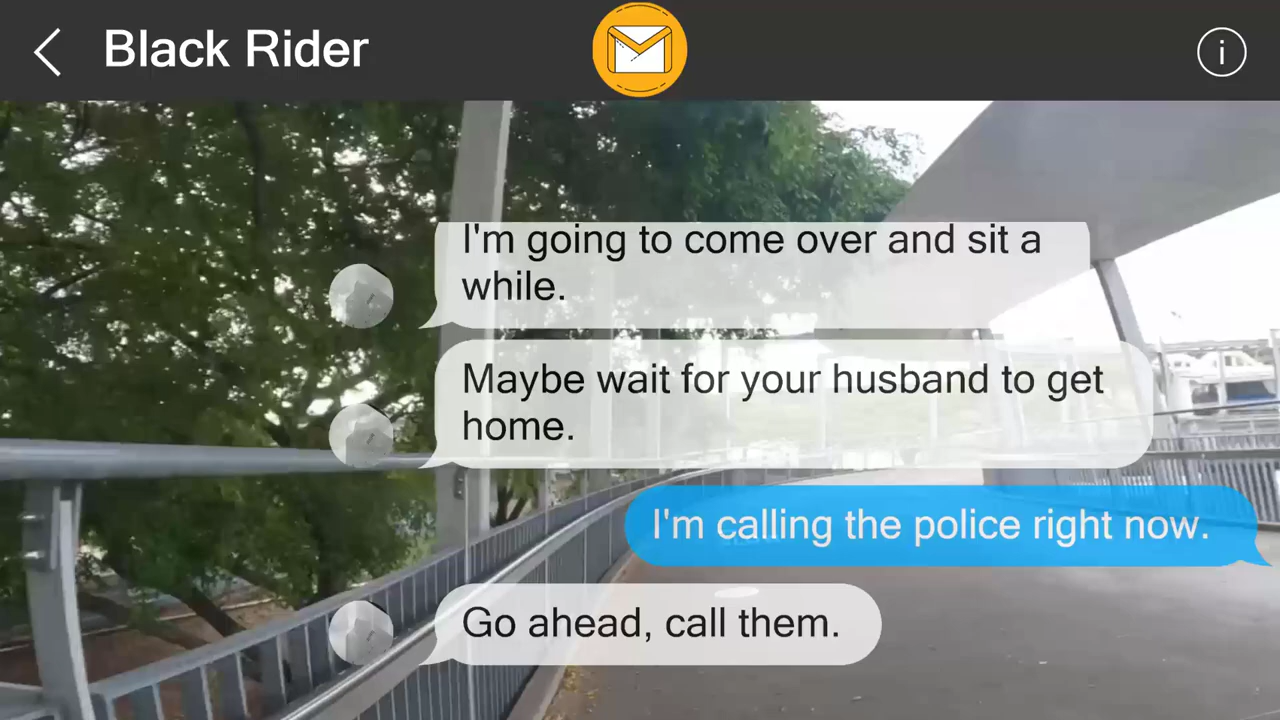 Black Rider
I'm going to come over and sit a
while.
Maybe wait for your husband to get
home.
I'm calling the police right now.
Go ahead, call them.